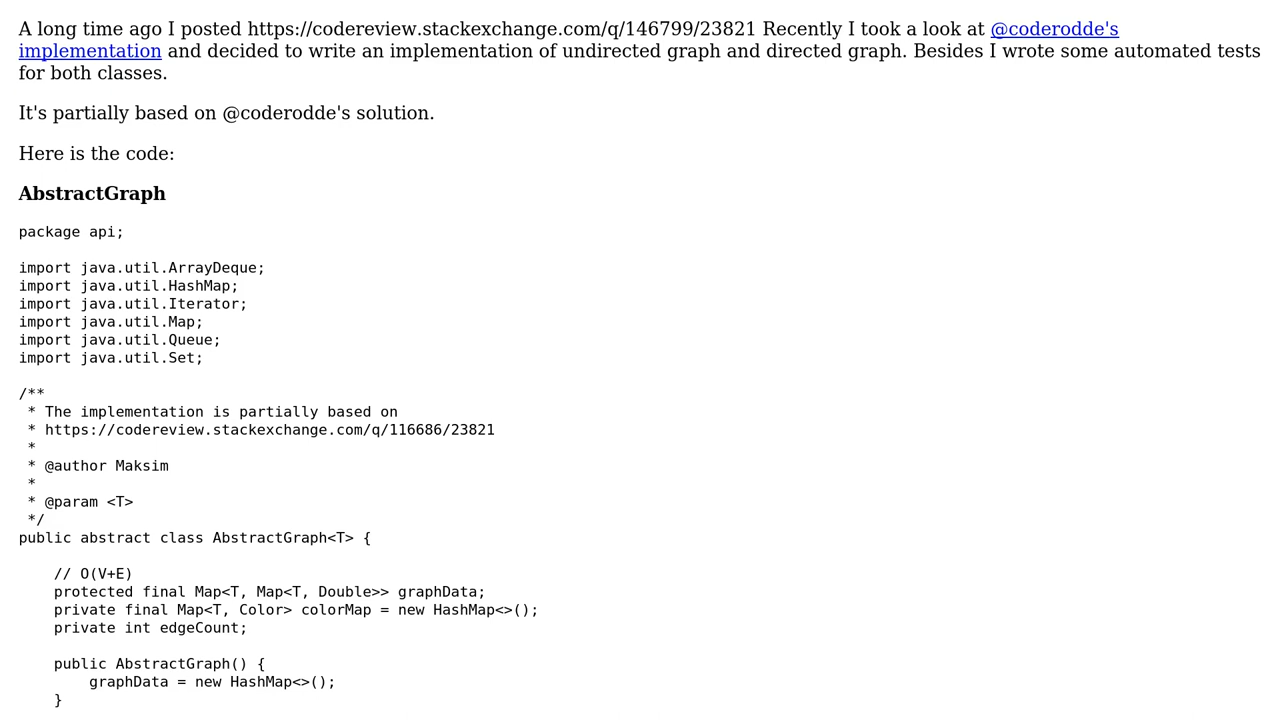 A long time ago I posted https://codereview.stackexchange.com/q/146799/23821 Recently I took a look at @coderodde's
implementation and decided to write an implementation of undirected graph and directed graph. Besides I wrote some automated tests
for both classes.
It's partially based on @coderodde's solution.
Here is the code:
AbstractGraph
package api;
import java.util.ArrayDeque;
import java.util.HashMap;
import java.util.Iterator;
import java.util.Map;
import java.util.Queue;
import java.util.Set;
/**
 * The implementation is partially based on
 * https://codereview.stackexchange.com/q/116686/23821
 *
 * @author Maksim
 *
 * @param <T>
 */
public abstract class AbstractGraph<T> {
    // O(V+E)
    protected final Map<T, Map<T, Double>> graphData;
    private final Map<T, Color> colorMap = new HashMap<>();
    private int edgeCount;
    public AbstractGraph() {
        graphData = new HashMap<>();
    }